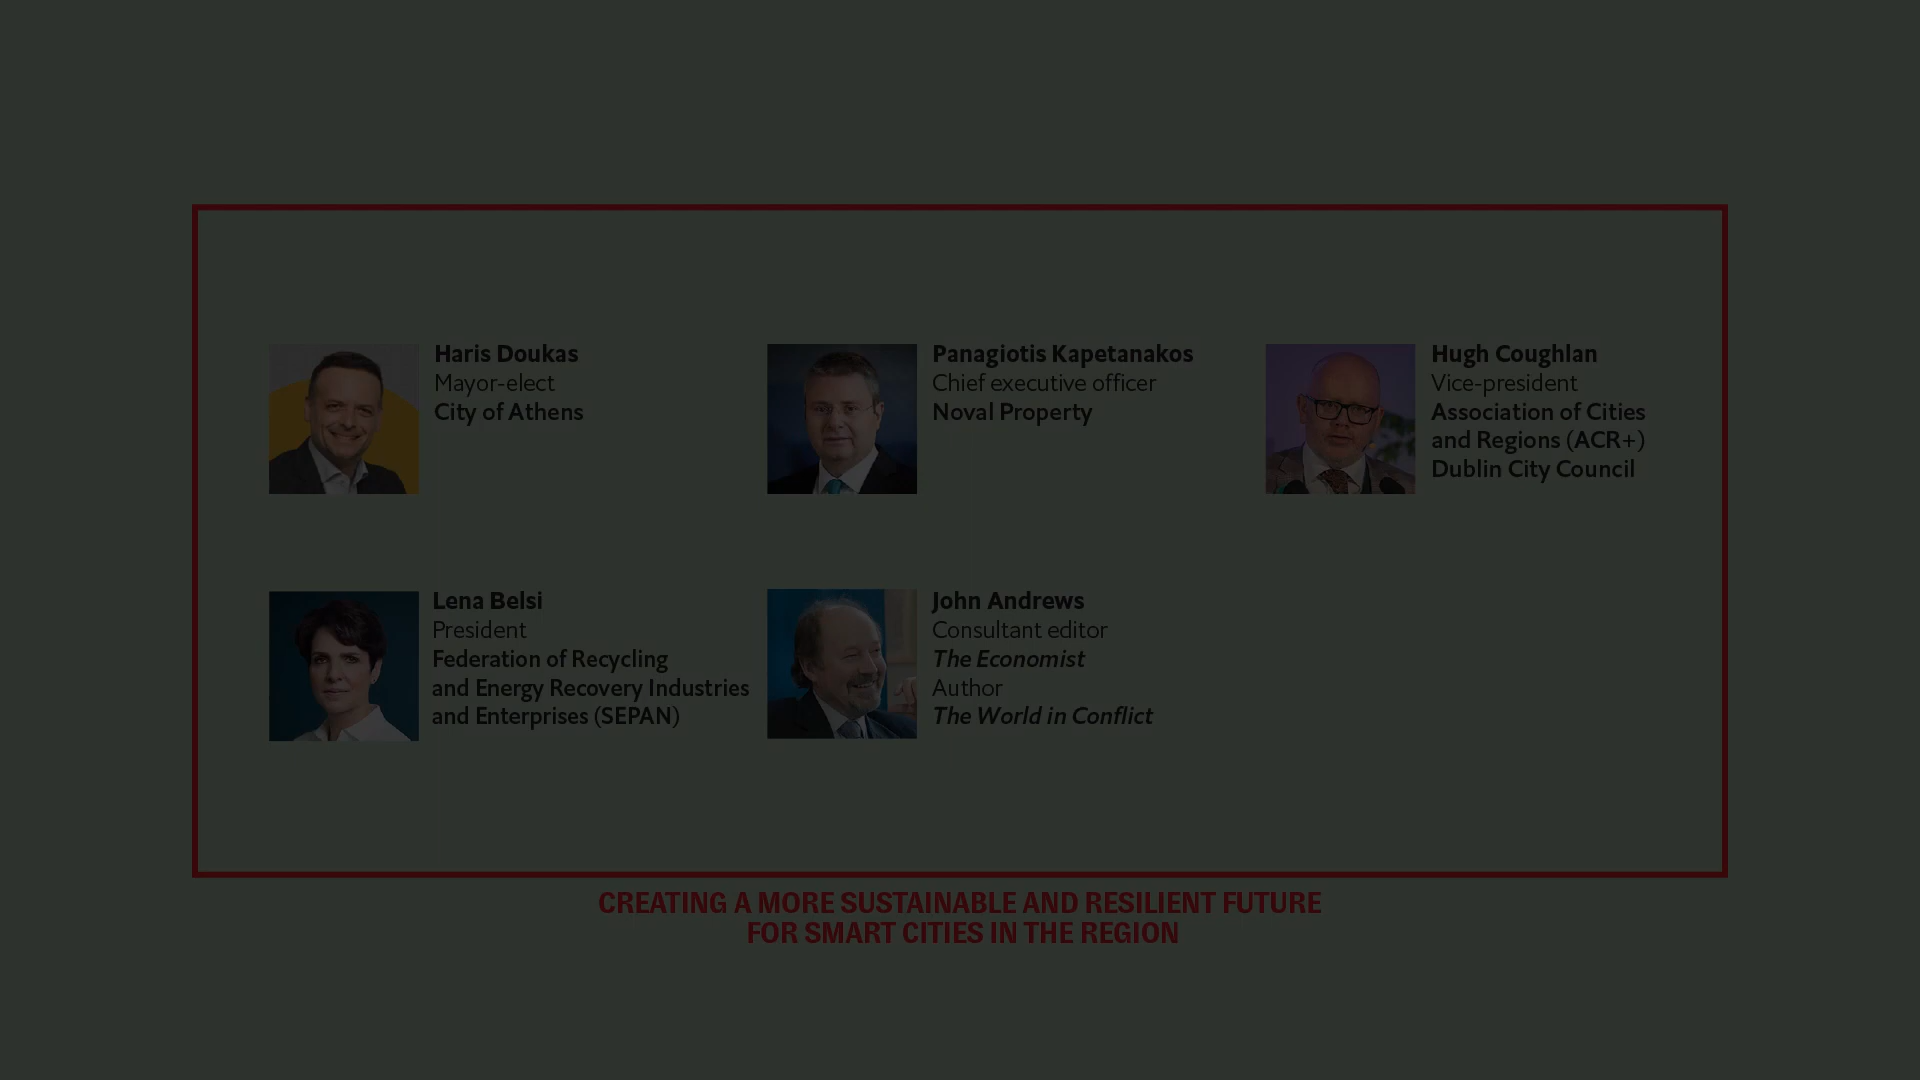 Haris Doukas
Mayor-elect
City of Athens
Panagiotis Kapetanakos
Chief executive officer
Noval Property
Hugh Coughlan
Vice-president
Association of Cities
and Regions (ACR+)
Dublin City Council
Lena Belsi
President
Federation of Recycling
and Energy Recovery Industries
and Enterprises (SEPAN)
John Andrews
Consultant editor
The Economist
Author
The World in Conflict
CREATING A MORE SUSTAINABLE AND RESILIENT FUTURE
FOR SMART CITIES IN THE REGION